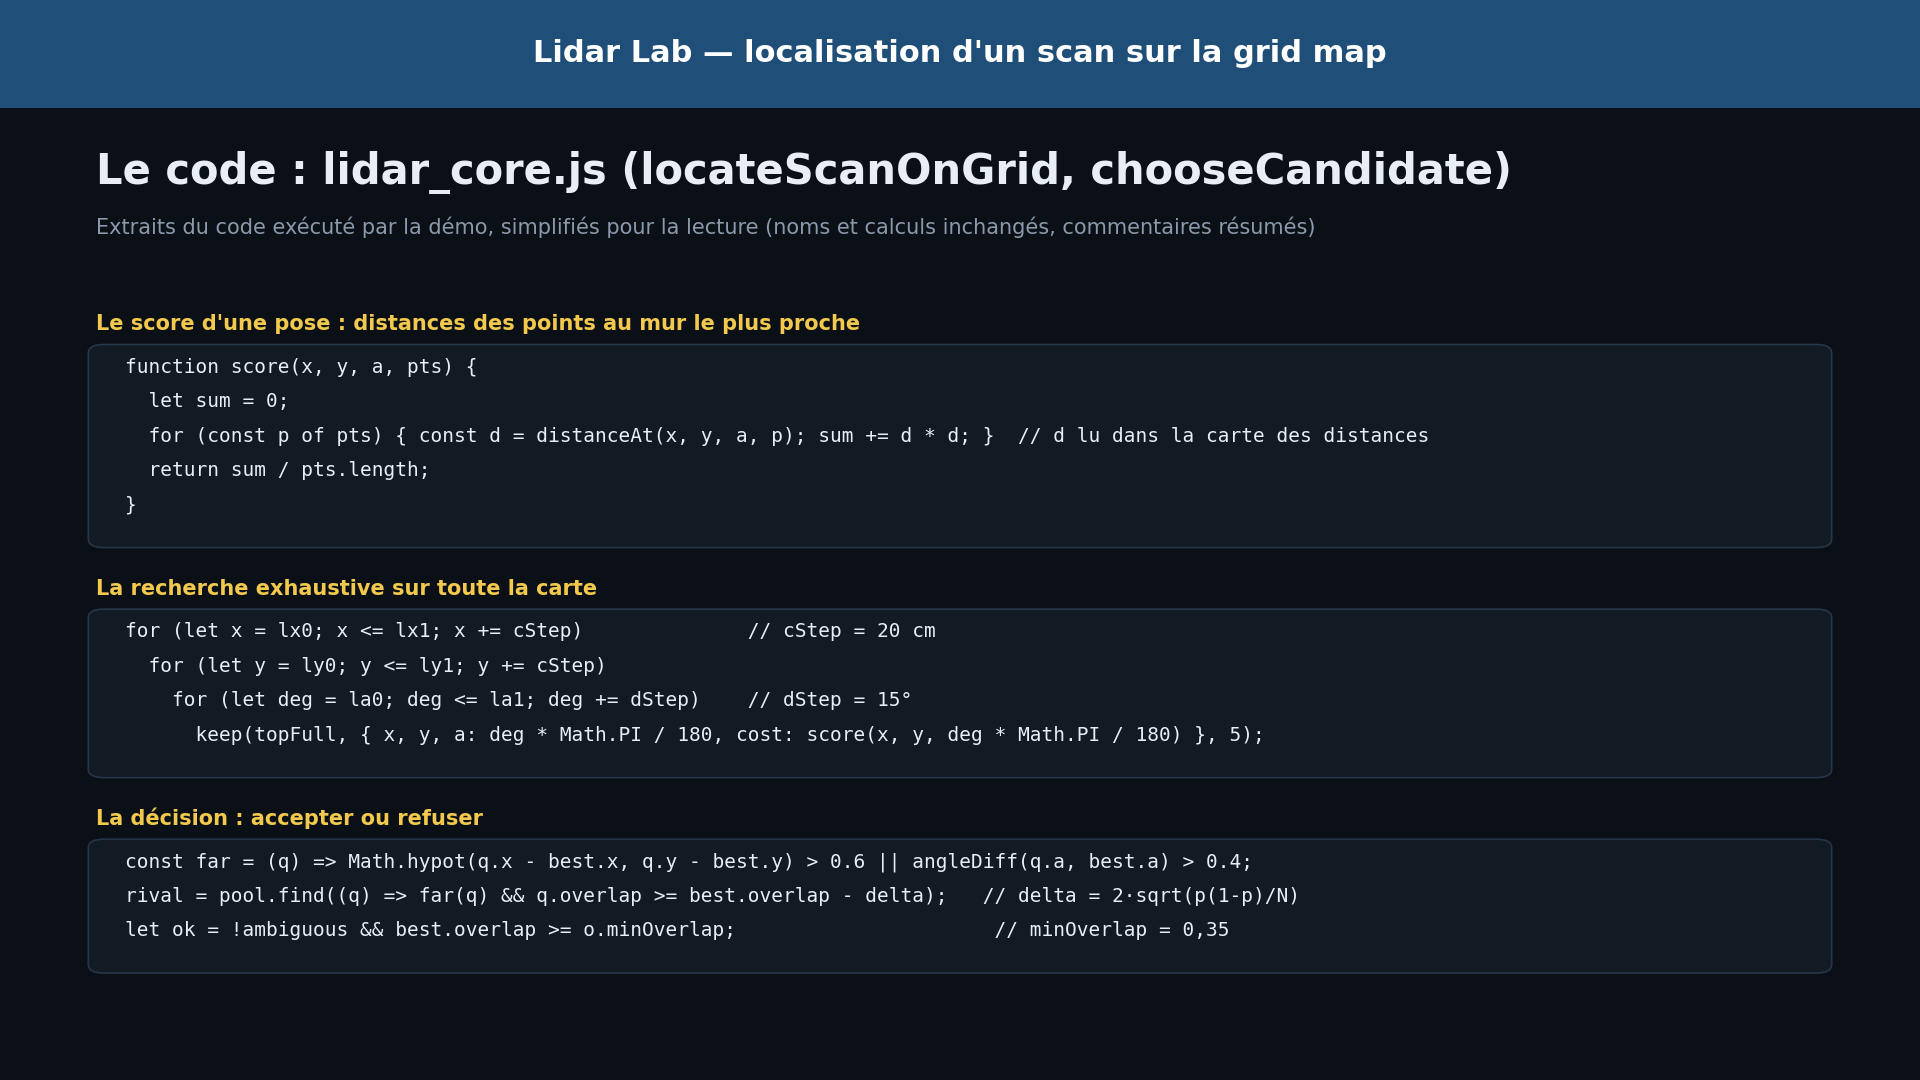 Lidar Lab — localisation d'un scan sur la grid map
Le code : lidar_core.js (locateScanOnGrid, chooseCandidate)
Extraits du code exécuté par la démo, simplifiés pour la lecture (noms et calculs inchangés, commentaires résumés)
Le score d'une pose : distances des points au mur le plus proche
function score(x, y, a, pts) {
  let sum = 0;
  for (const p of pts) { const d = distanceAt(x, y, a, p); sum += d * d; }  // d lu dans la carte des distances
  return sum / pts.length;
}
La recherche exhaustive sur toute la carte
for (let x = lx0; x <= lx1; x += cStep)              // cStep = 20 cm
  for (let y = ly0; y <= ly1; y += cStep)
    for (let deg = la0; deg <= la1; deg += dStep)    // dStep = 15°
      keep(topFull, { x, y, a: deg * Math.PI / 180, cost: score(x, y, deg * Math.PI / 180) }, 5);
La décision : accepter ou refuser
const far = (q) => Math.hypot(q.x - best.x, q.y - best.y) > 0.6 || angleDiff(q.a, best.a) > 0.4;
rival = pool.find((q) => far(q) && q.overlap >= best.overlap - delta);   // delta = 2·sqrt(p(1-p)/N)
let ok = !ambiguous && best.overlap >= o.minOverlap;                      // minOverlap = 0,35